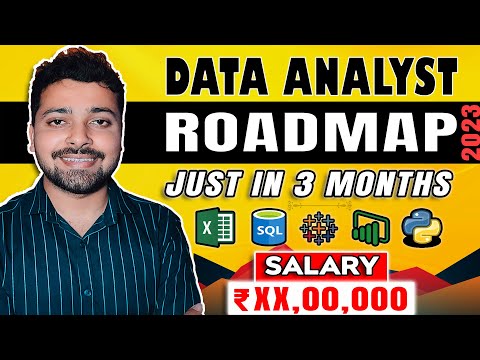 DATA ANALYST
ROADMAP
2023
JUST IN 3 MONTHS
X
SQL
SALARY
₹XX,00,000